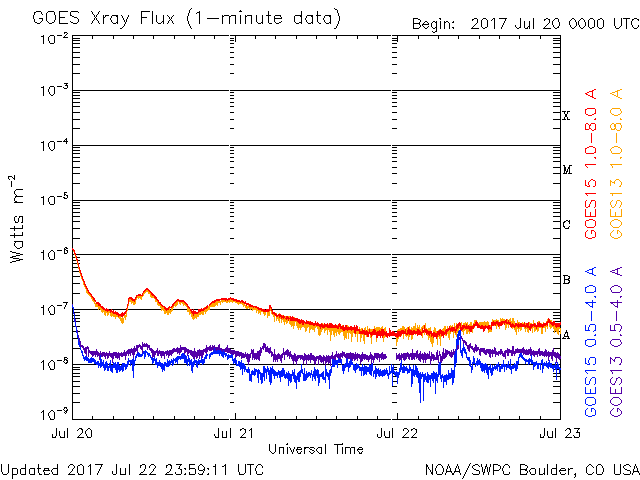 GOES Xray Flux (1-minute data)
Begin: 2017 Jul 20 0000 UTC
10⁻²
10⁻³
10⁻⁴
10⁻⁵
10⁻⁶
10⁻⁷
10⁻⁸
10⁻⁹
Watts m⁻²
X
M
C
B
A
GOES15 1.0-8.0 A
GOES13 1.0-8.0 A
GOES15 0.5-4.0 A
GOES13 0.5-4.0 A
Jul 20 Jul 21 Jul 22 Jul 23
Universal Time
Updated 2017 Jul 22 23:59:11 UTC
NOAA/SWPC Boulder, CO USA